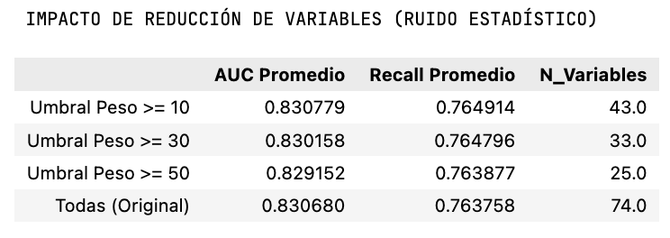 IMPACTO DE REDUCCIÓN DE VARIABLES (RUIDO ESTADÍSTICO)
AUC Promedio Recall Promedio N_Variables
Umbral Peso >= 10 0.830779 0.764914 43.0
Umbral Peso >= 30 0.830158 0.764796 33.0
Umbral Peso >= 50 0.829152 0.763877 25.0
Todas (Original) 0.830680 0.763758 74.0